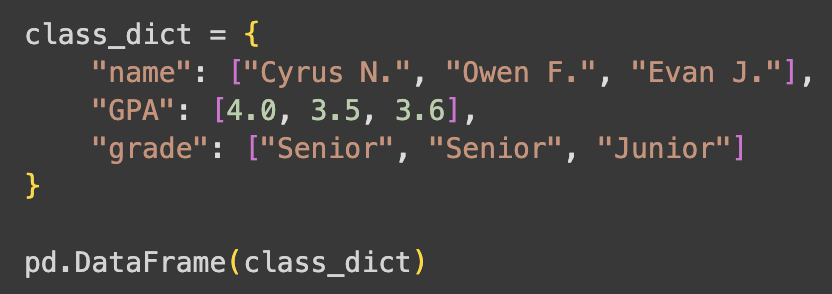 class_dict = {
    "name": ["Cyrus N.", "Owen F.", "Evan J."],
    "GPA": [4.0, 3.5, 3.6],
    "grade": ["Senior", "Senior", "Junior"]
}

pd.DataFrame(class_dict)